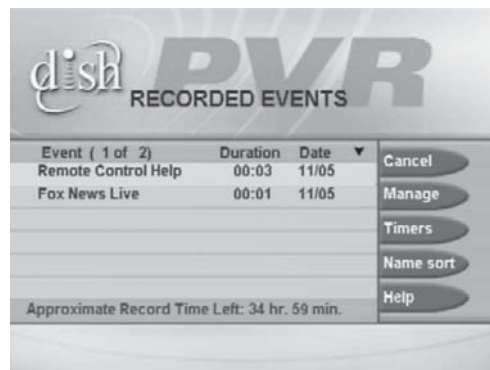 dish
PVR
RECORDED EVENTS
Event ( 1 of 2) Duration Date ▼
Remote Control Help 00:03 11/05
Fox News Live 00:01 11/05
Approximate Record Time Left: 34 hr. 59 min.
Cancel
Manage
Timers
Name sort
Help